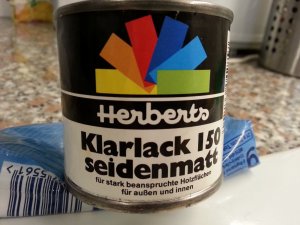 Herberts
Klarlack 150
seidenmatt
für stark beanspruchte Holzflächen
für außen und innen